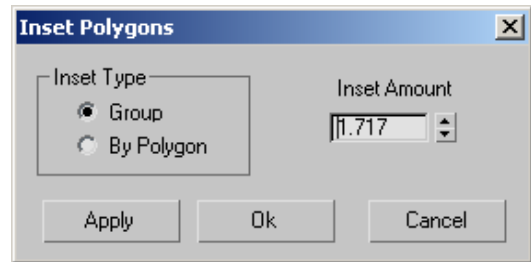 Inset Polygons
Inset Type
Group
By Polygon
Inset Amount
1.717
Apply
Ok
Cancel